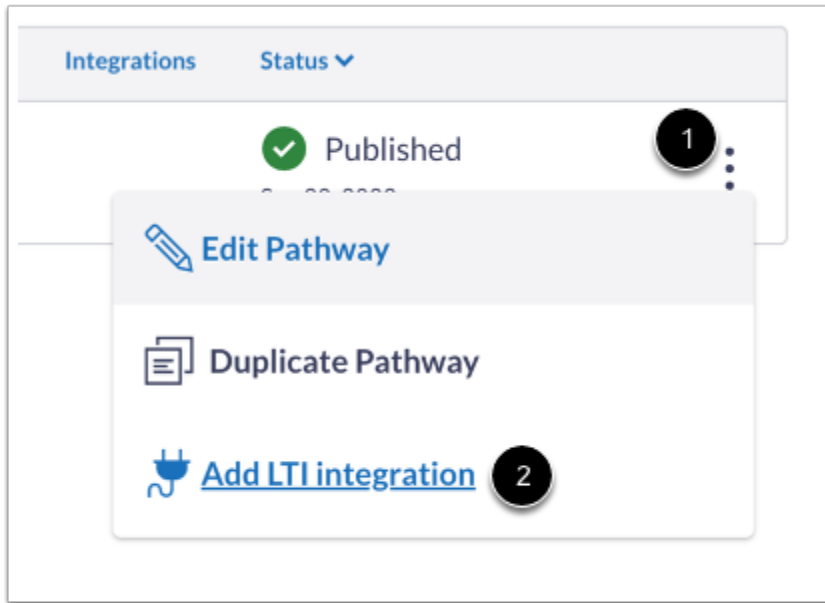 Integrations Status
Published
1
Edit Pathway
Duplicate Pathway
Add LTI integration
2